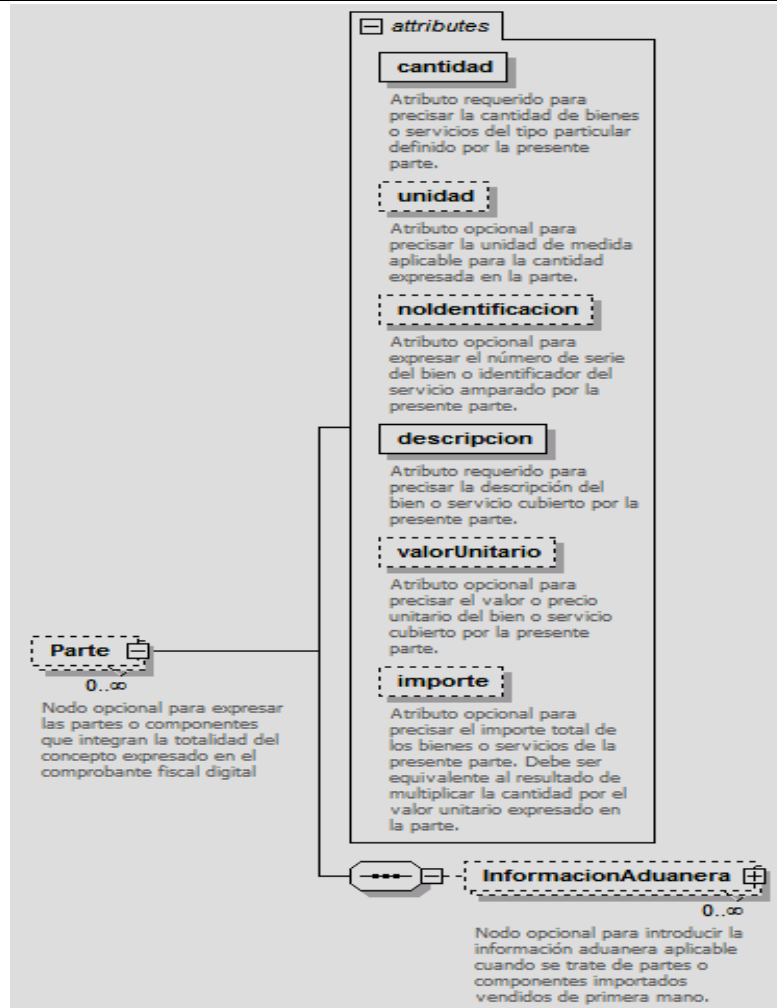 attributes
cantidad
Atributo requerido para
precisar la cantidad de bienes
o servicios del tipo particular
definido por la presente
parte.
unidad
Atributo opcional para
precisar la unidad de medida
aplicable para la cantidad
expresada en la parte.
noIdentificacion
Atributo opcional para
expresar el número de serie
del bien o identificador del
servicio amparado por la
presente parte.
descripcion
Atributo requerido para
precisar la descripción del
bien o servicio cubierto por la
presente parte.
valorUnitario
Atributo opcional para
precisar el valor o precio
unitario del bien o servicio
cubierto por la presente
parte.
importe
Atributo opcional para
precisar el importe total de
los bienes o servicios de la
presente parte. Debe ser
equivalente al resultado de
multiplicar la cantidad por el
valor unitario expresado en
la parte.
Parte
0..∞
Nodo opcional para expresar
las partes o componentes
que integran la totalidad del
concepto expresado en el
comprobante fiscal digital
InformacionAduanera
0..∞
Nodo opcional para introducir la
información aduanera aplicable
cuando se trate de partes o
componentes importados
vendidos de primera mano.